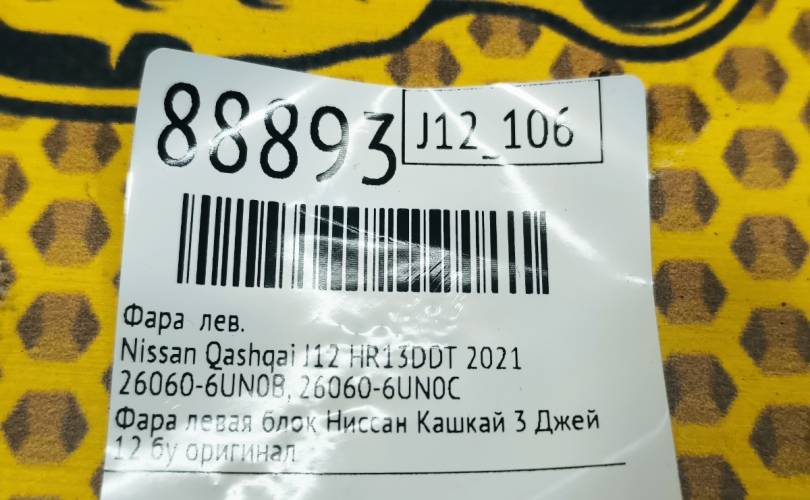 88893
J12_106
Фара лев.
Nissan Qashqai J12 HR13DDT 2021
26060-6UN0B, 26060-6UN0C
Фара левая блок Ниссан Кашкай 3 Джей
12 бу оригинал